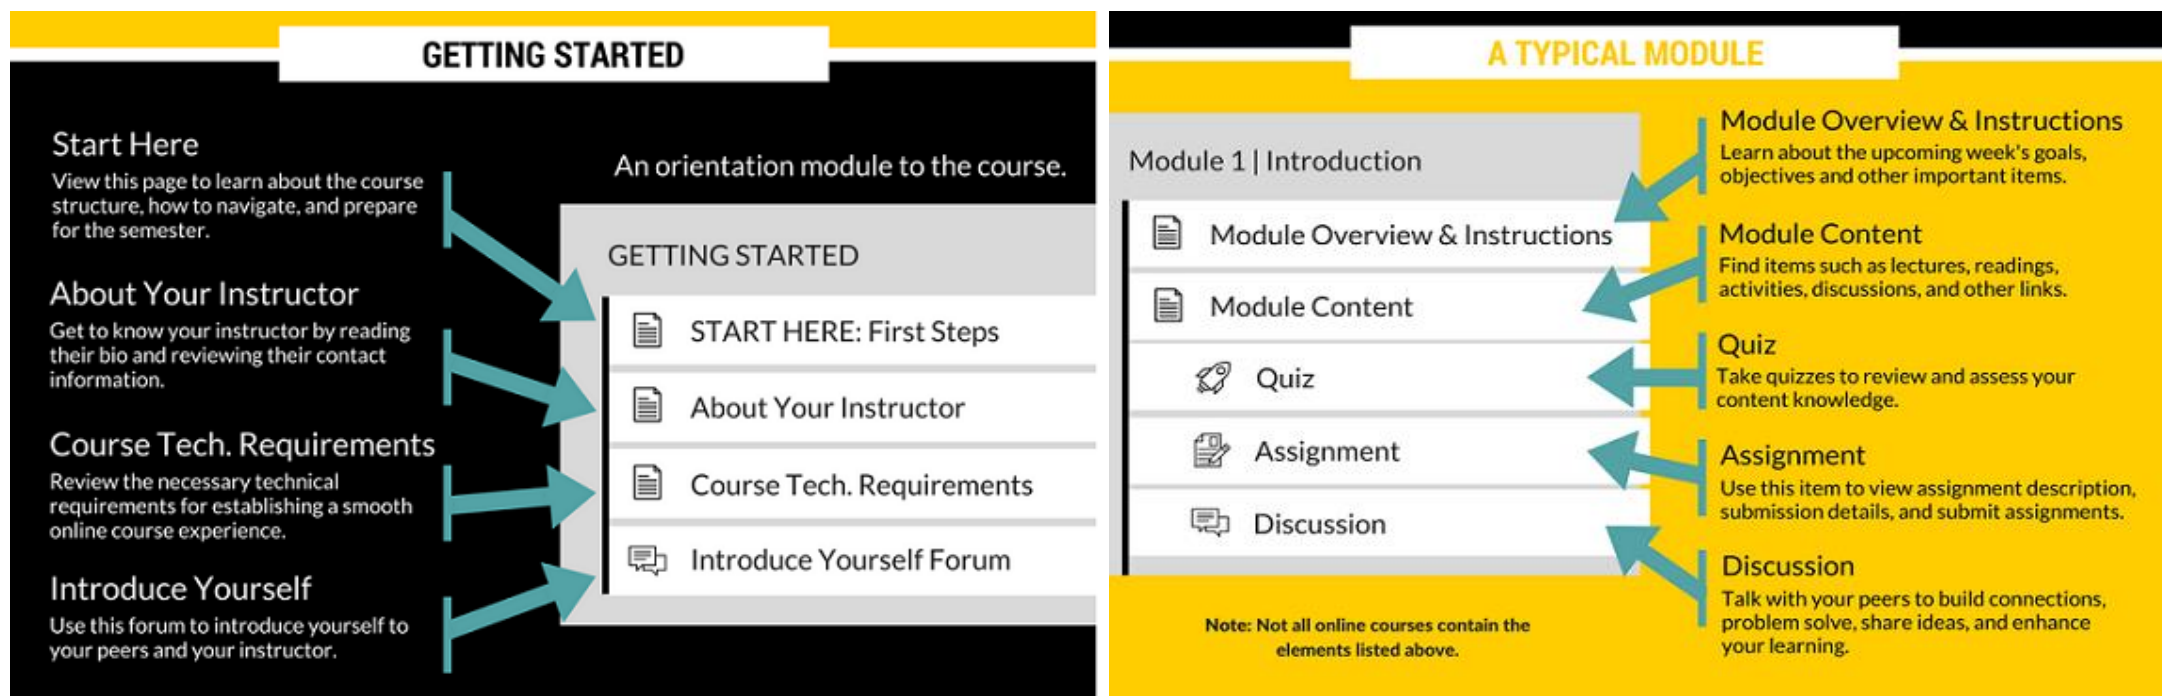 GETTING STARTED
Start Here
View this page to learn about the course
structure, how to navigate, and prepare
for the semester.
About Your Instructor
Get to know your instructor by reading
their bio and reviewing their contact
information.
Course Tech. Requirements
Review the necessary technical
requirements for establishing a smooth
online course experience.
Introduce Yourself
Use this forum to introduce yourself to
your peers and your instructor.
An orientation module to the course.
GETTING STARTED
START HERE: First Steps
About Your Instructor
Course Tech. Requirements
Introduce Yourself Forum
A TYPICAL MODULE
Module 1 | Introduction
Module Overview & Instructions
Module Content
Quiz
Assignment
Discussion
Note: Not all online courses contain the
elements listed above.
Module Overview & Instructions
Learn about the upcoming week's goals,
objectives and other important items.
Module Content
Find items such as lectures, readings,
activities, discussions, and other links.
Quiz
Take quizzes to review and assess your
content knowledge.
Assignment
Use this item to view assignment description,
submission details, and submit assignments.
Discussion
Talk with your peers to build connections,
problem solve, share ideas, and enhance
your learning.